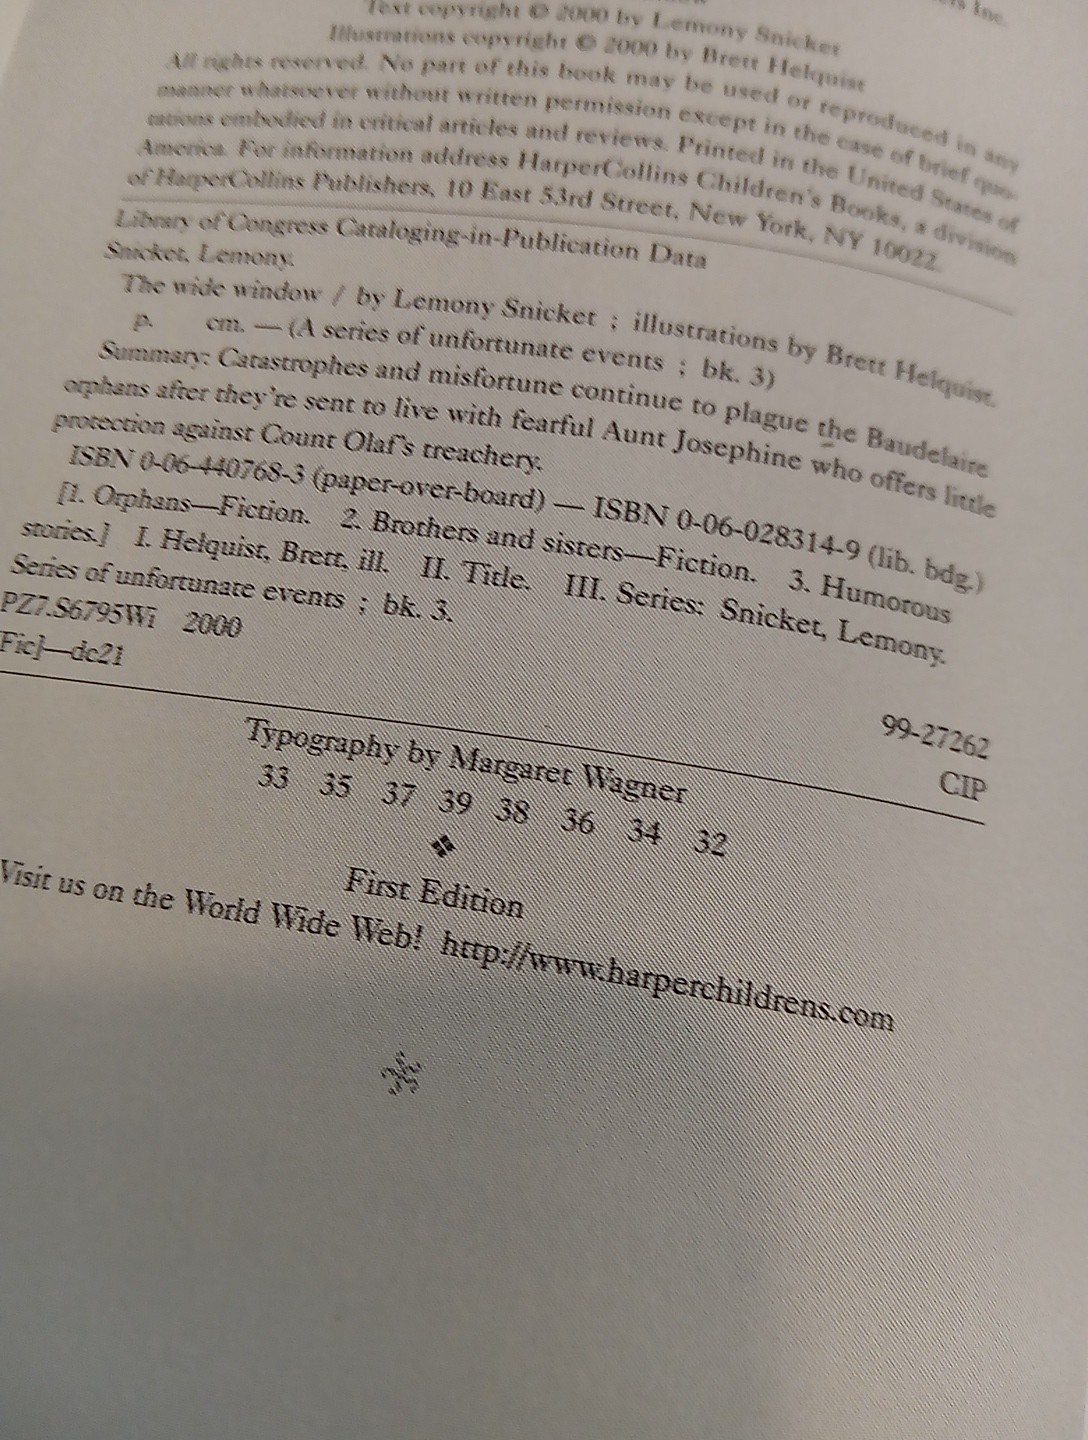 Inc.
Text copyright © 2000 by Lemony Snicket
Illustrations copyright © 2000 by Brett Helquist
All rights reserved. No part of this book may be used or reproduced in any
manner whatsoever without written permission except in the case of brief quo-
tations embodied in critical articles and reviews. Printed in the United States of
America. For information address HarperCollins Children's Books, a division
of HarperCollins Publishers, 10 East 53rd Street, New York, NY 10022.
Library of Congress Cataloging-in-Publication Data
Snicket, Lemony.
The wide window / by Lemony Snicket ; illustrations by Brett Helquist.
p. cm. — (A series of unfortunate events ; bk. 3)
Summary: Catastrophes and misfortune continue to plague the Baudelaire
orphans after they're sent to live with fearful Aunt Josephine who offers little
protection against Count Olaf's treachery.
ISBN 0-06-440768-3 (paper-over-board) — ISBN 0-06-028314-9 (lib. bdg.)
[1. Orphans—Fiction. 2. Brothers and sisters—Fiction. 3. Humorous
stories.] I. Helquist, Brett, ill. II. Title. III. Series: Snicket, Lemony.
Series of unfortunate events ; bk. 3.
PZ7.S6795Wi 2000
99-27262
Fic]—dc21
CIP
Typography by Margaret Wagner
33 35 37 39 38 36 34 32
❖
First Edition
Visit us on the World Wide Web! http://www.harperchildrens.com